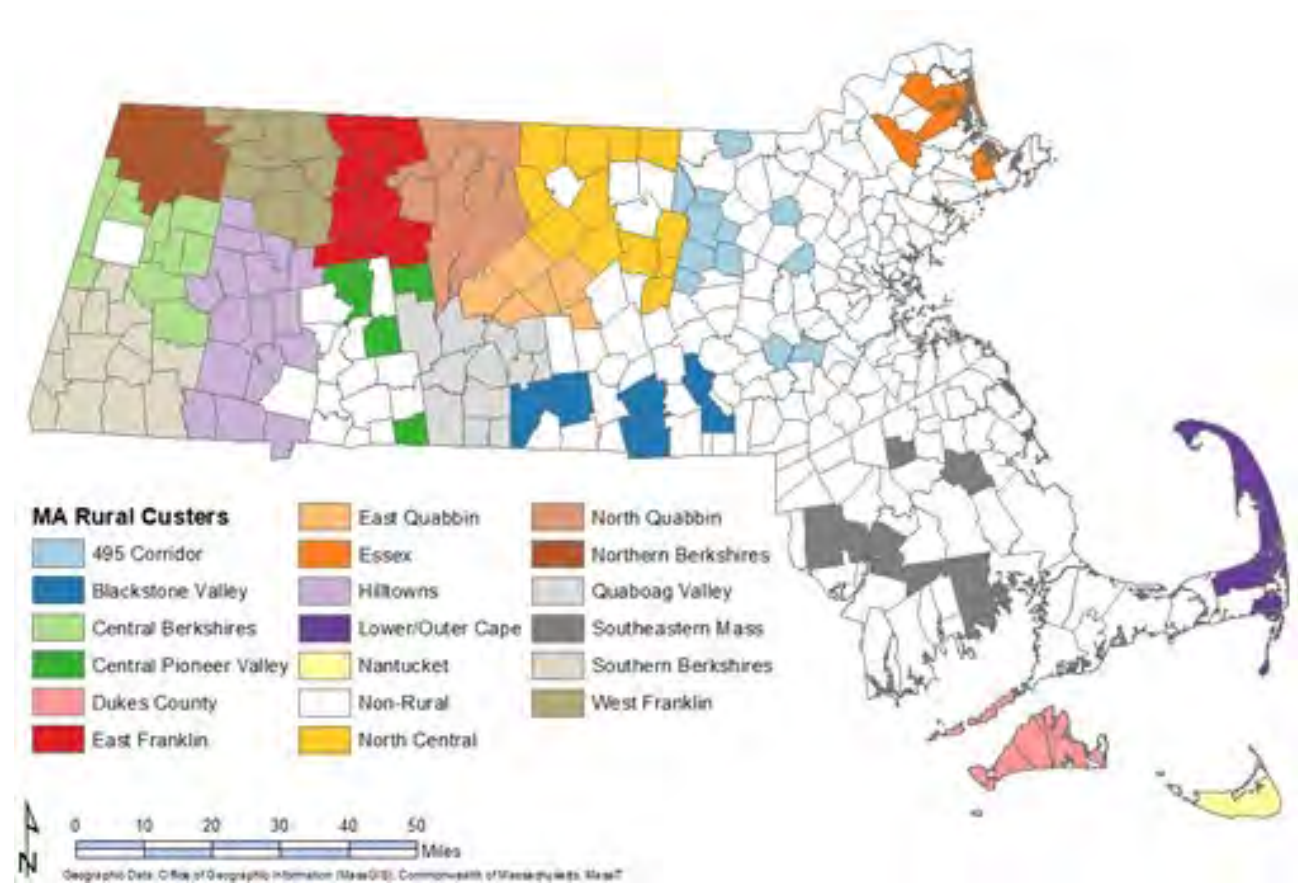 MA Rural Custers
495 Corridor
Blackstone Valley
Central Berkshires
Central Pioneer Valley
Dukes County
East Franklin
East Quabbin
Essex
Hilltowns
Lower/Outer Cape
Nantucket
Non-Rural
North Central
North Quabbin
Northern Berkshires
Quaboag Valley
Southeastern Mass
Southern Berkshires
West Franklin
N
0 10 20 30 40 50
Miles
Geographic Data: Office of Geographic Information (MassGIS), Commonwealth of Massachusetts, MassIT